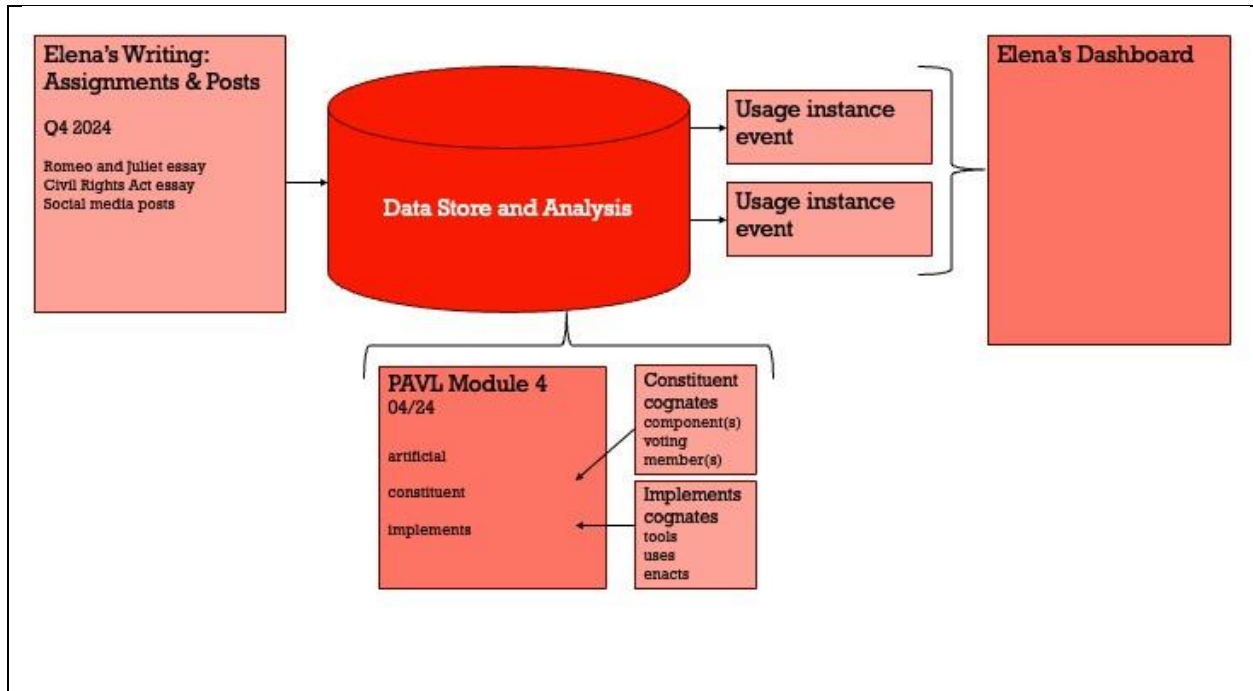 Elena's Writing:
Assignments & Posts
Q4 2024
Romeo and Juliet essay
Civil Rights Act essay
Social media posts
Data Store and Analysis
Usage instance
event
Usage instance
event
Elena's Dashboard
PAVL Module 4
04/24
artificial
constituent
implements
Constituent
cognates
component(s)
voting
member(s)
Implements
cognates
tools
uses
enacts